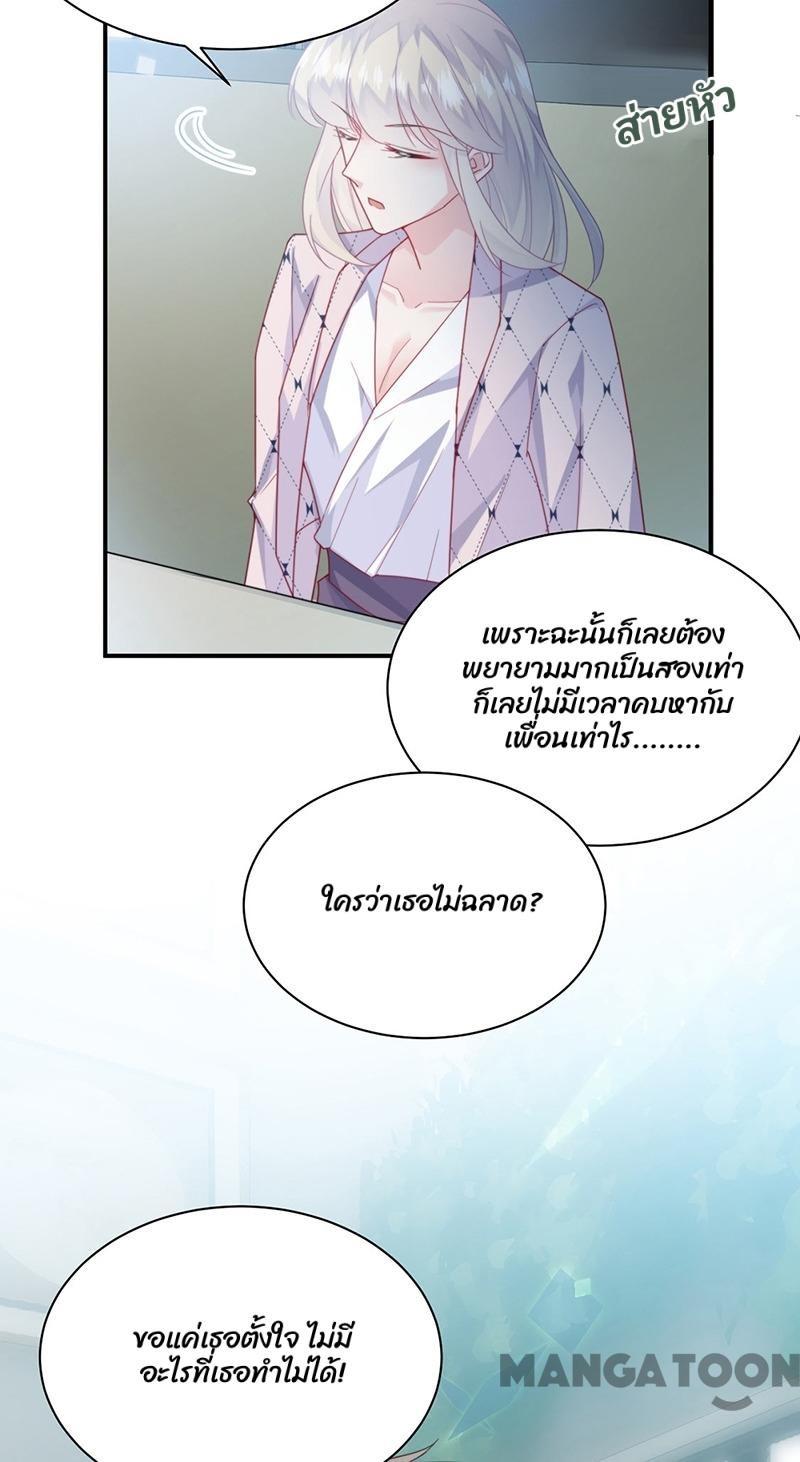 ส่ายหัว
เพราะฉะนั้นก็เลยต้อง
พยายามมากเป็นสองเท่า
ก็เลยไม่มีเวลาคบหากับ
เพื่อนเท่าไร........
ใครว่าเธอไม่ฉลาด?
ขอแค่เธอตั้งใจ ไม่มี
อะไรที่เธอทำไม่ได้!
MANGATOON